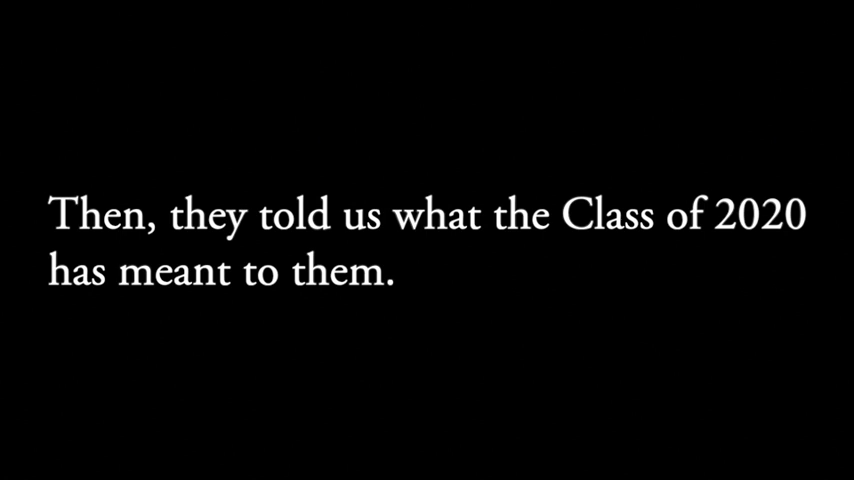 Then, they told us what the Class of 2020
has meant to them.